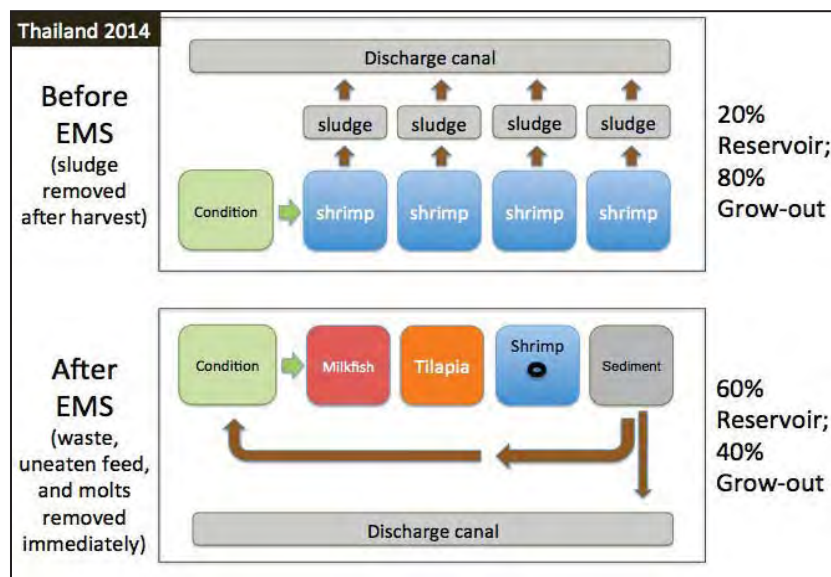 Thailand 2014
Before
EMS
(sludge
removed
after harvest)
Discharge canal
sludge
sludge
sludge
sludge
Condition
shrimp
shrimp
shrimp
shrimp
20%
Reservoir;
80%
Grow-out
After
EMS
(waste,
uneaten feed,
and molts
removed
immediately)
Condition
Milkfish
Tilapia
Shrimp
Sediment
Discharge canal
60%
Reservoir;
40%
Grow-out